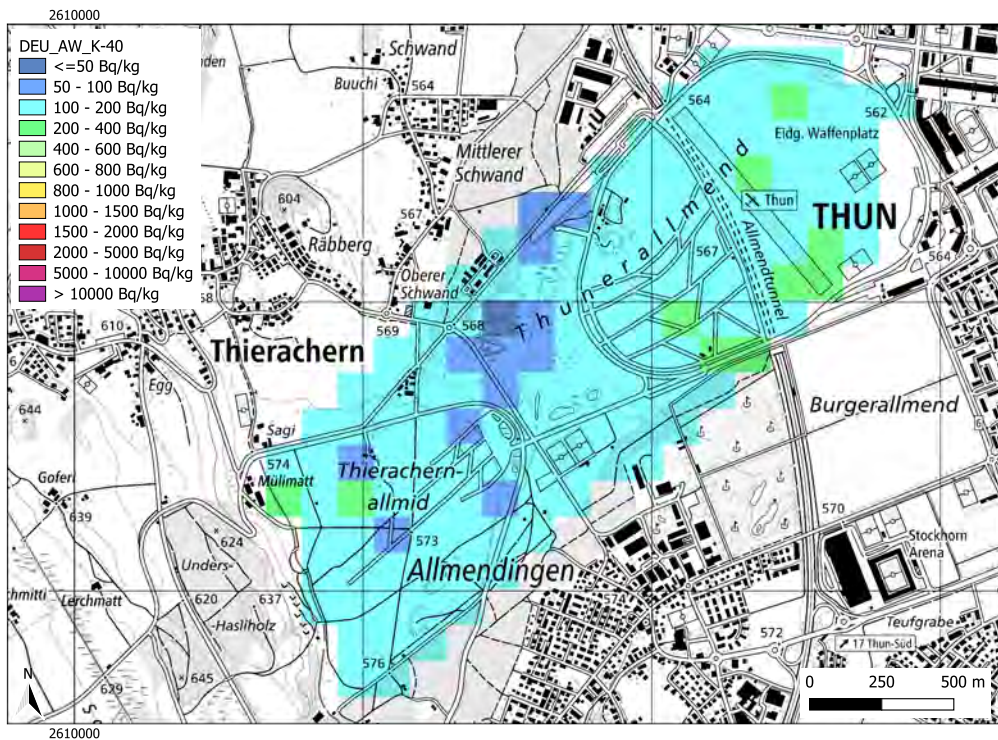 2610000
DEU_AW_K-40
<=50 Bq/kg
50 - 100 Bq/kg
100 - 200 Bq/kg
200 - 400 Bq/kg
400 - 600 Bq/kg
600 - 800 Bq/kg
800 - 1000 Bq/kg
1000 - 1500 Bq/kg
1500 - 2000 Bq/kg
2000 - 5000 Bq/kg
5000 - 10000 Bq/kg
> 10000 Bq/kg
Schwand
Buuchi
564
564
562
Eidg. Waffenplatz
Mittlerer
Schwand
604
Thun
THUN
567
Räbberg
Thunerallmend
567
Allmendtunnel
564
Oberer
Schwand
568
569
610
Thierachern
Egg
644
Burgerallmend
Sagi
574
Mülimatt
Thierachern-
allmid
Goferi
639
570
624
573
Stockhorn
Arena
Unders-
Allmendingen
Lerchmatt
620
637
574
-Hasliholz
Teufgrabe
572
17 Thun-Süd
576
645
629
N
0 250 500 m
2610000